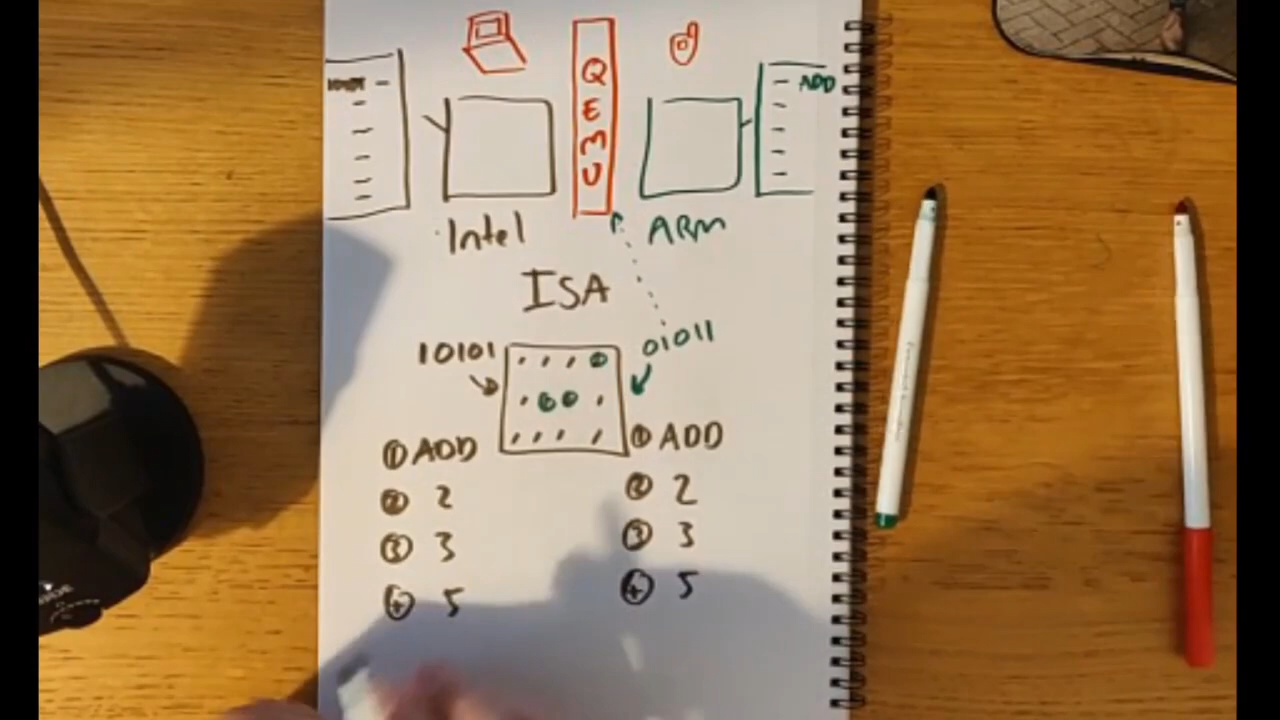 Q
E
M
U
ADD
Intel
ARM
ISA
10101
01011
① ADD
② 2
③ 3
④ 5
① ADD
② 2
③ 3
④ 5